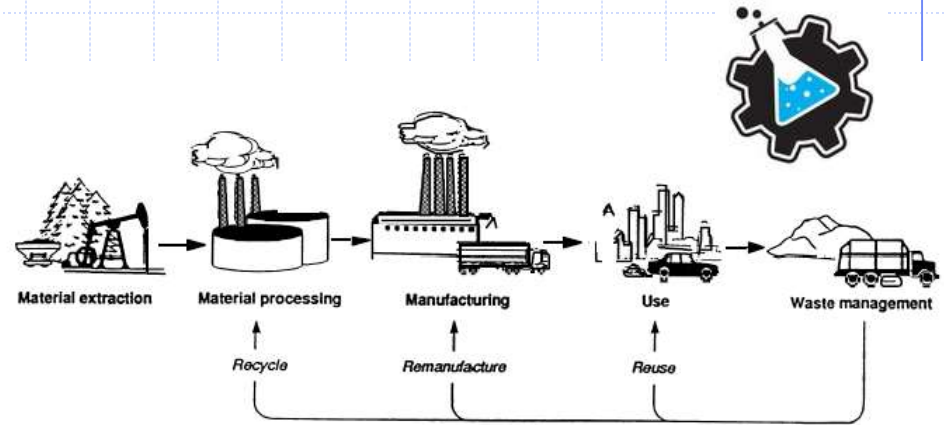 Material extraction
Material processing
Manufacturing
Use
Waste management
Recycle
Remanufacture
Reuse